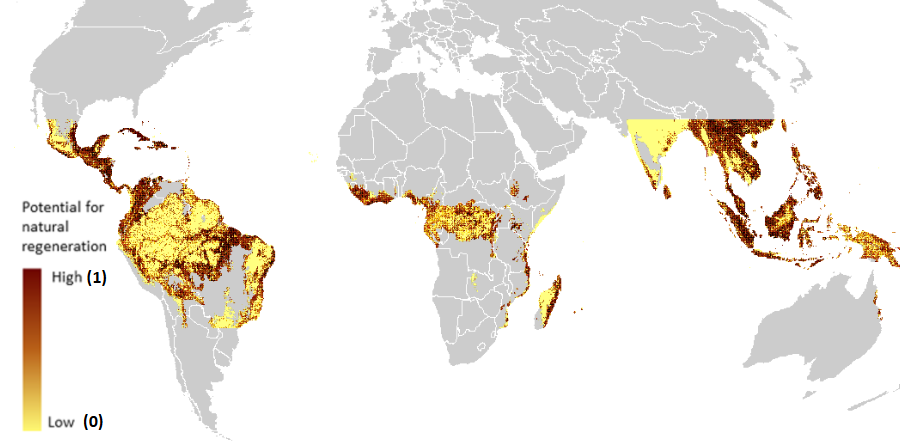 Potential for
natural
regeneration
High (1)
Low (0)